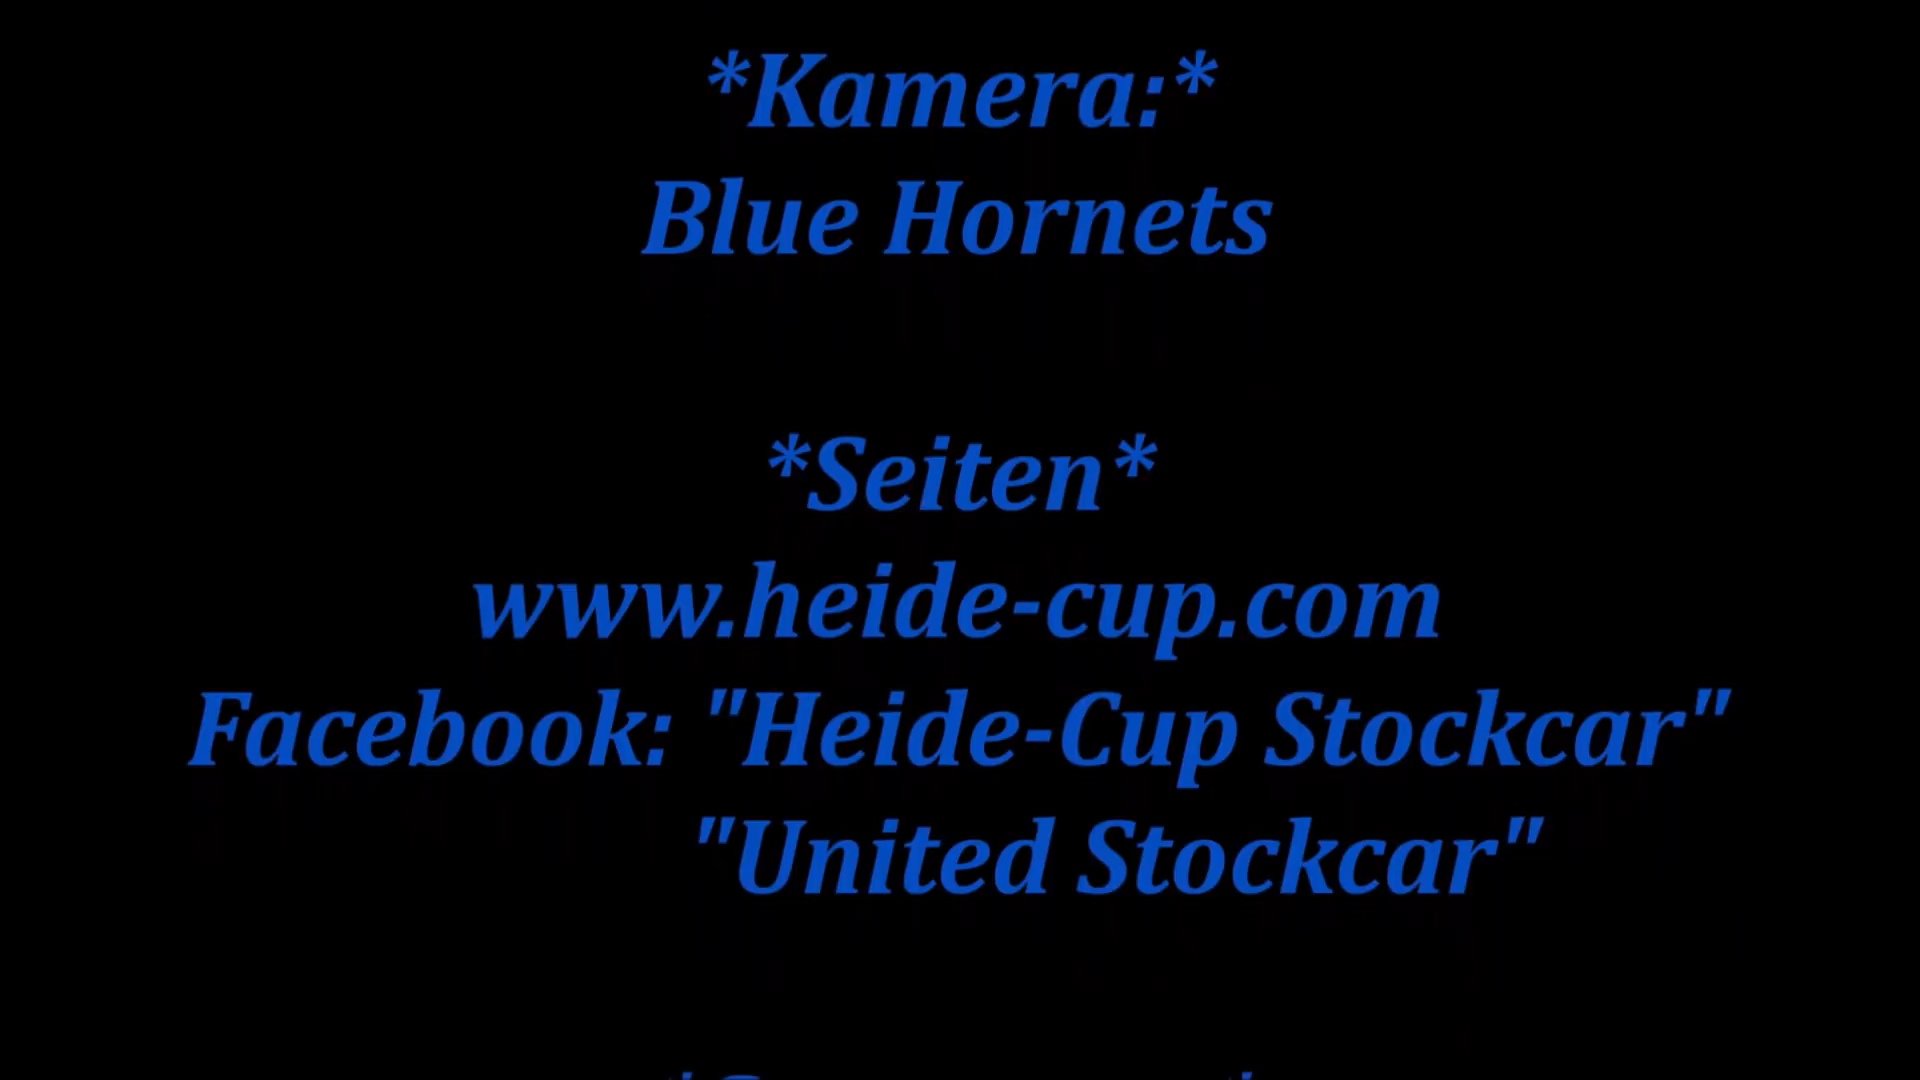 *Kamera:*
Blue Hornets
*Seiten*
www.heide-cup.com
Facebook: "Heide-Cup Stockcar"
"United Stockcar"